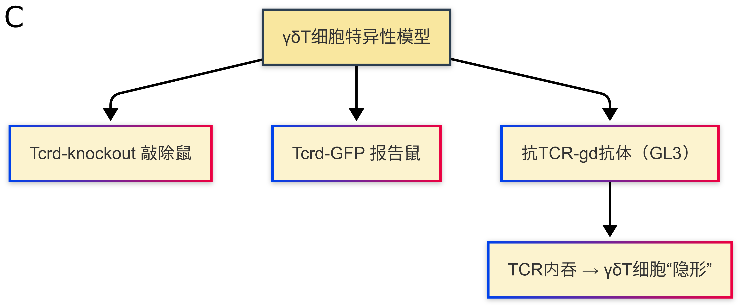 C
γδT细胞特异性模型
Tcrd-knockout 敲除鼠
Tcrd-GFP 报告鼠
抗TCR-gd抗体（GL3）
TCR内吞 → γδT细胞“隐形”